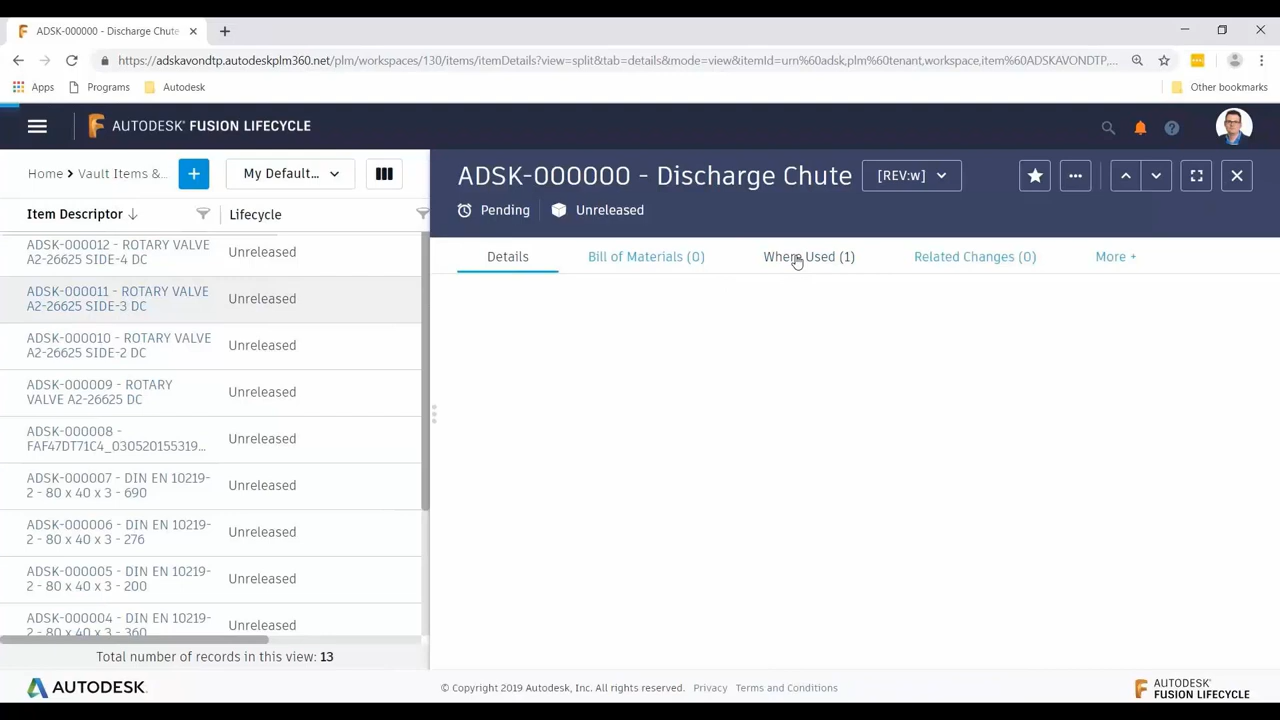 ADSK-000000 - Discharge Chute
https://adskavondtp.autodeskplm360.net/plm/workspaces/130/items/itemDetails?view=split&tab=details&mode=view&itemId=urn%60adsk,plm%60tenant,workspace,item%60ADSKAVONDTP,...
Apps Programs Autodesk Other bookmarks
AUTODESK® FUSION LIFECYCLE
Home > Vault Items &... + My Default...
ADSK-000000 - Discharge Chute [REV:w]
Pending Unreleased
Item Descriptor Lifecycle
Details Bill of Materials (0) Where Used (1) Related Changes (0) More +
ADSK-000012 - ROTARY VALVE
A2-26625 SIDE-4 DC
Unreleased
ADSK-000011 - ROTARY VALVE
A2-26625 SIDE-3 DC
Unreleased
ADSK-000010 - ROTARY VALVE
A2-26625 SIDE-2 DC
Unreleased
ADSK-000009 - ROTARY
VALVE A2-26625 DC
Unreleased
ADSK-000008 -
FAF47DT71C4_030520155319...
Unreleased
ADSK-000007 - DIN EN 10219-
2 - 80 x 40 x 3 - 690
Unreleased
ADSK-000006 - DIN EN 10219-
2 - 80 x 40 x 3 - 276
Unreleased
ADSK-000005 - DIN EN 10219-
2 - 80 x 40 x 3 - 200
Unreleased
ADSK-000004 - DIN EN 10219-
2 - 80 x 40 x 3 - 360
Unreleased
Total number of records in this view: 13
AUTODESK.
© Copyright 2019 Autodesk, Inc. All rights reserved. Privacy Terms and Conditions
AUTODESK®
FUSION LIFECYCLE